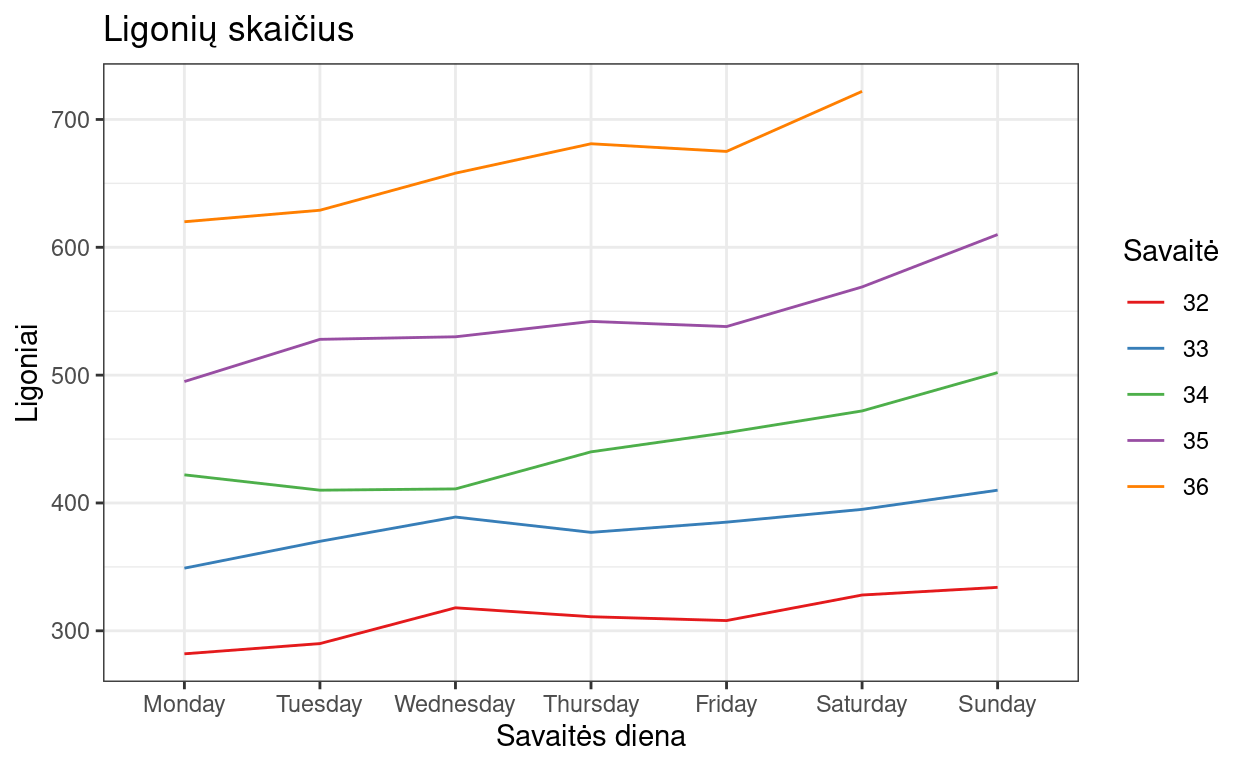 Ligonių skaičius
Ligoniai
700
600
500
400
300
Monday Tuesday Wednesday Thursday Friday Saturday Sunday
Savaitės diena
Savaitė
32
33
34
35
36